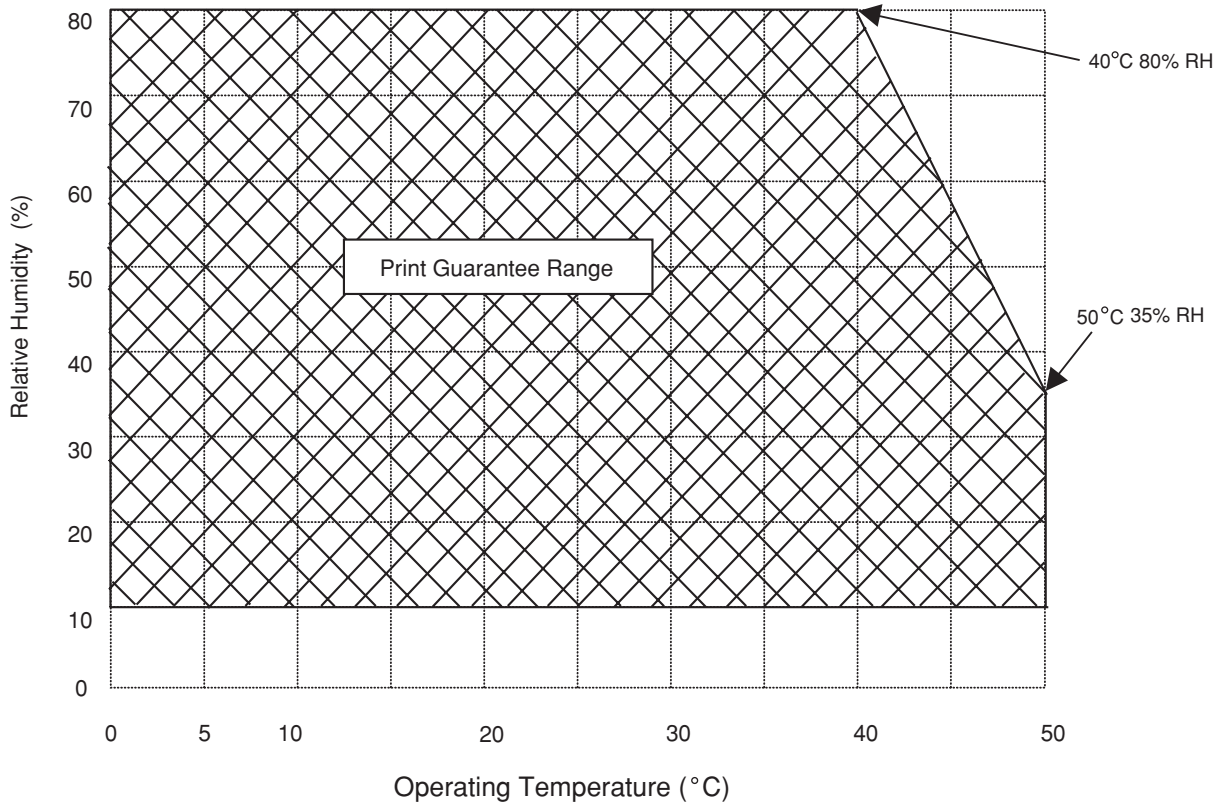 80
70
60
50
40
30
20
10
0
Relative Humidity (%)
40°C 80% RH
Print Guarantee Range
50°C 35% RH
0 5 10 20 30 40 50
Operating Temperature (°C)